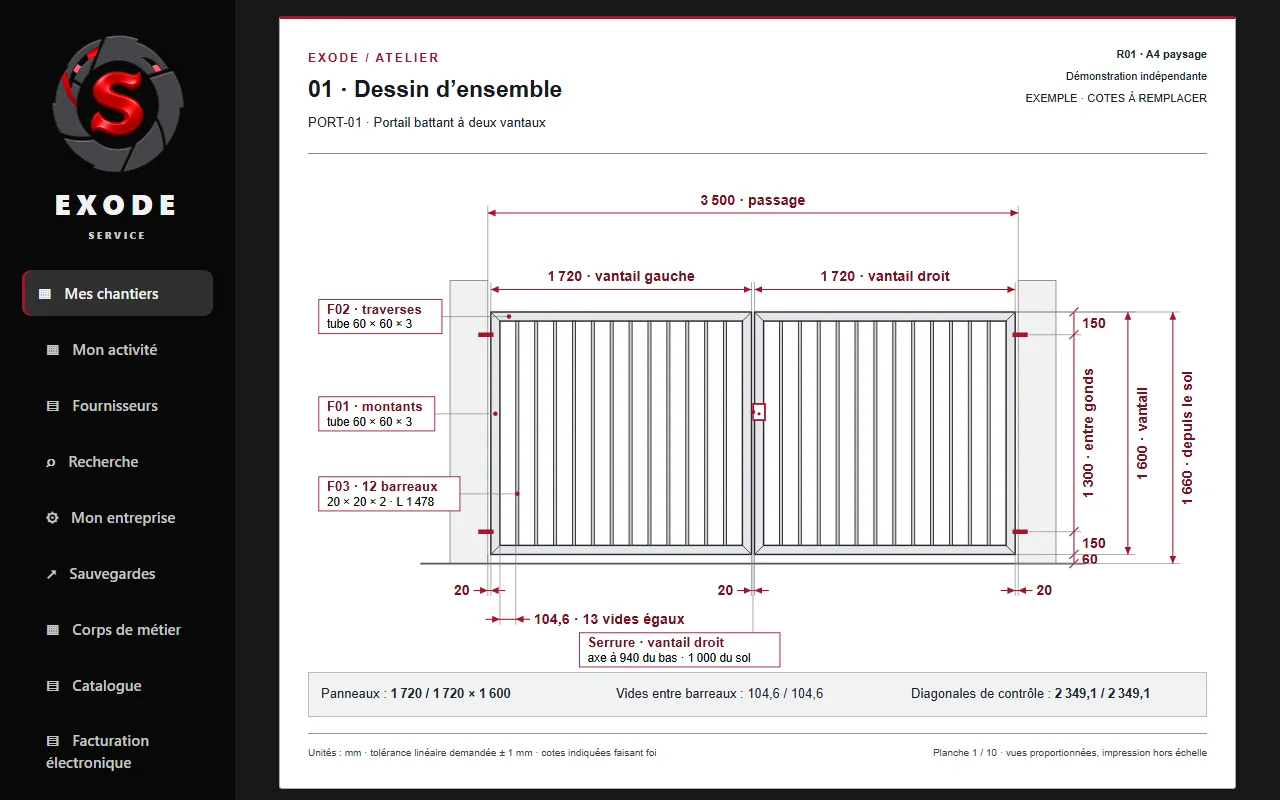 S
EXODE
SERVICE
Mes chantiers
Mon activité
Fournisseurs
Recherche
Mon entreprise
Sauvegardes
Corps de métier
Catalogue
Facturation
électronique
EXODE / ATELIER
01 · Dessin d’ensemble
PORT-01 · Portail battant à deux vantaux
R01 · A4 paysage
Démonstration indépendante
EXEMPLE · COTES À REMPLACER
3 500 · passage
1 720 · vantail gauche
1 720 · vantail droit
F02 · traverses
tube 60 × 60 × 3
F01 · montants
tube 60 × 60 × 3
F03 · 12 barreaux
20 × 20 × 2 · L 1 478
150
1 300 · entre gonds
1 600 · vantail
1 660 · depuis le sol
150
60
20
20
20
104,6 · 13 vides égaux
Serrure · vantail droit
axe à 940 du bas · 1 000 du sol
Panneaux : 1 720 / 1 720 × 1 600
Vides entre barreaux : 104,6 / 104,6
Diagonales de contrôle : 2 349,1 / 2 349,1
Unités : mm · tolérance linéaire demandée ± 1 mm · cotes indiquées faisant foi
Planche 1 / 10 · vues proportionnées, impression hors échelle